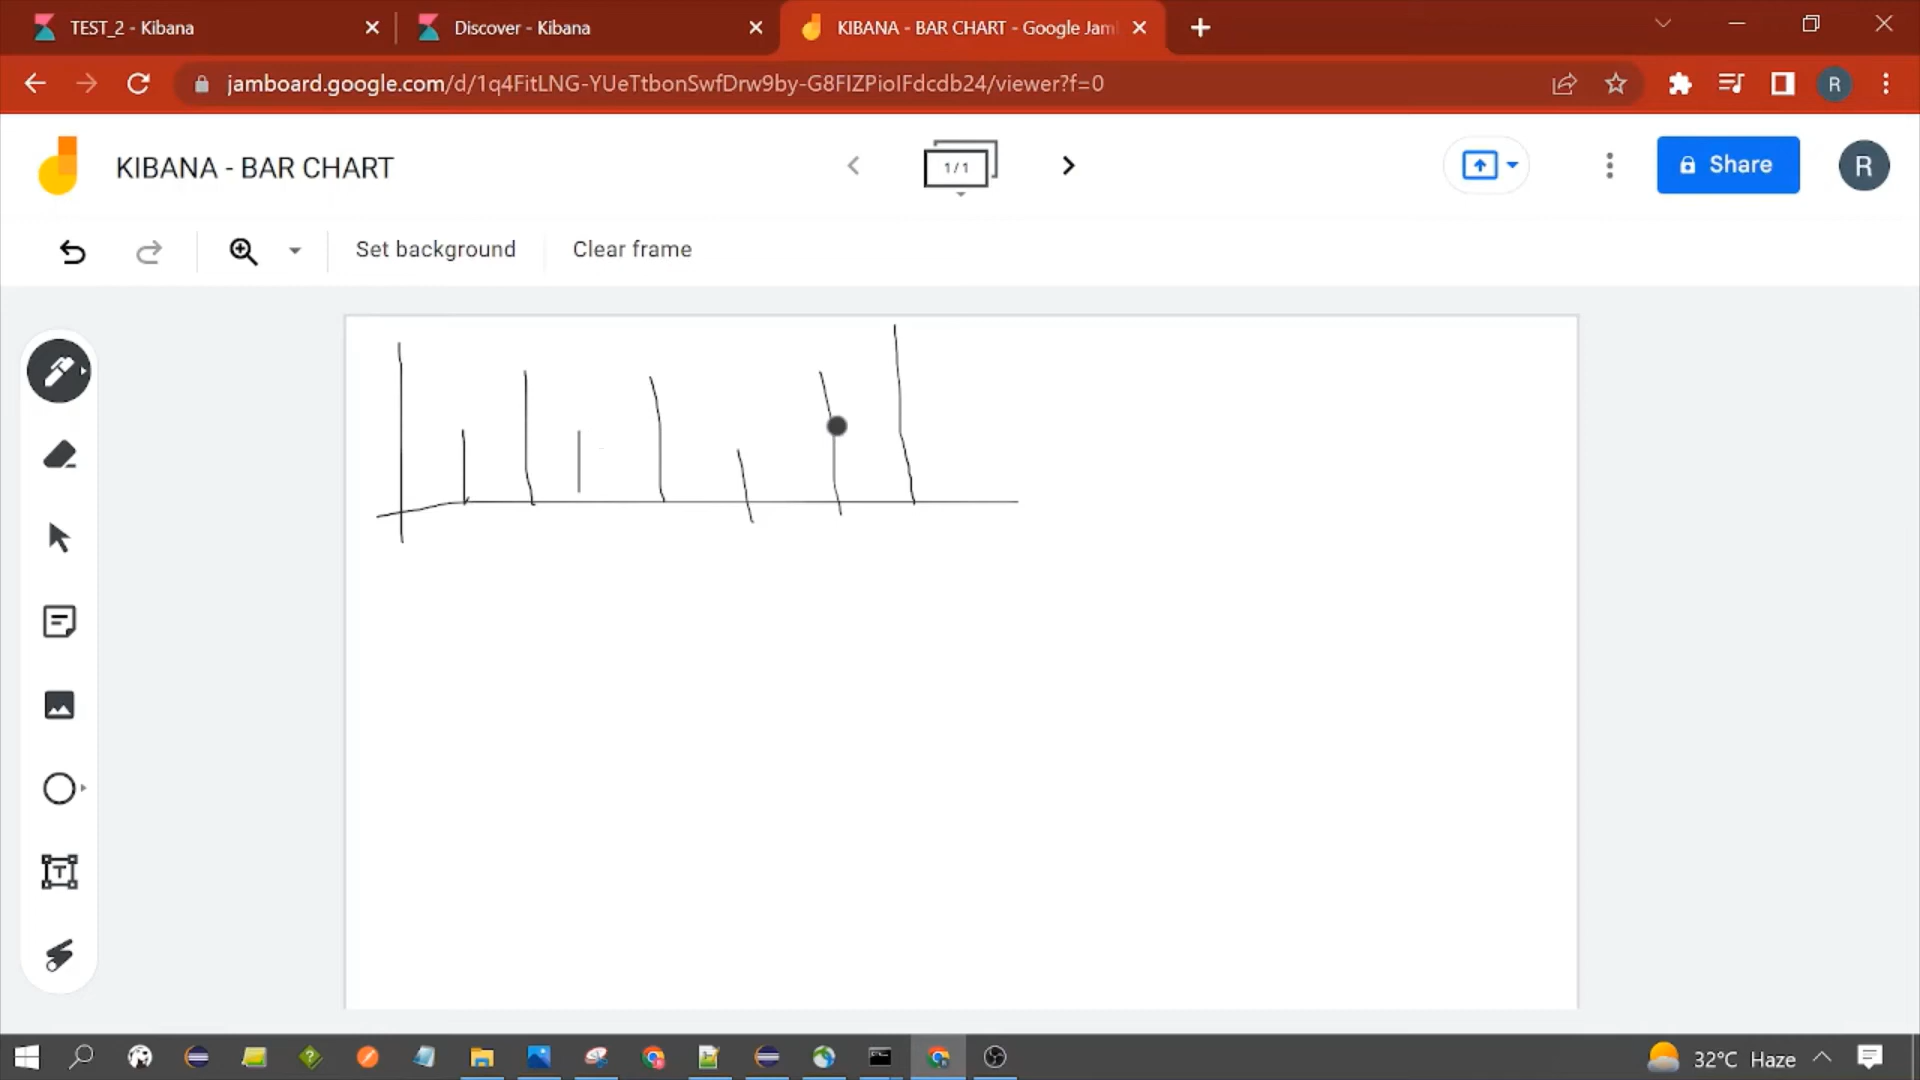 TEST_2 - Kibana
Discover - Kibana
KIBANA - BAR CHART - Google Jam
jamboard.google.com/d/1q4FitLNG-YUeTtbonSwfDrw9by-G8FIZPioIFdcdb24/viewer?f=0
R
KIBANA - BAR CHART
1/1
Share
R
Set background
Clear frame
T
32°C Haze